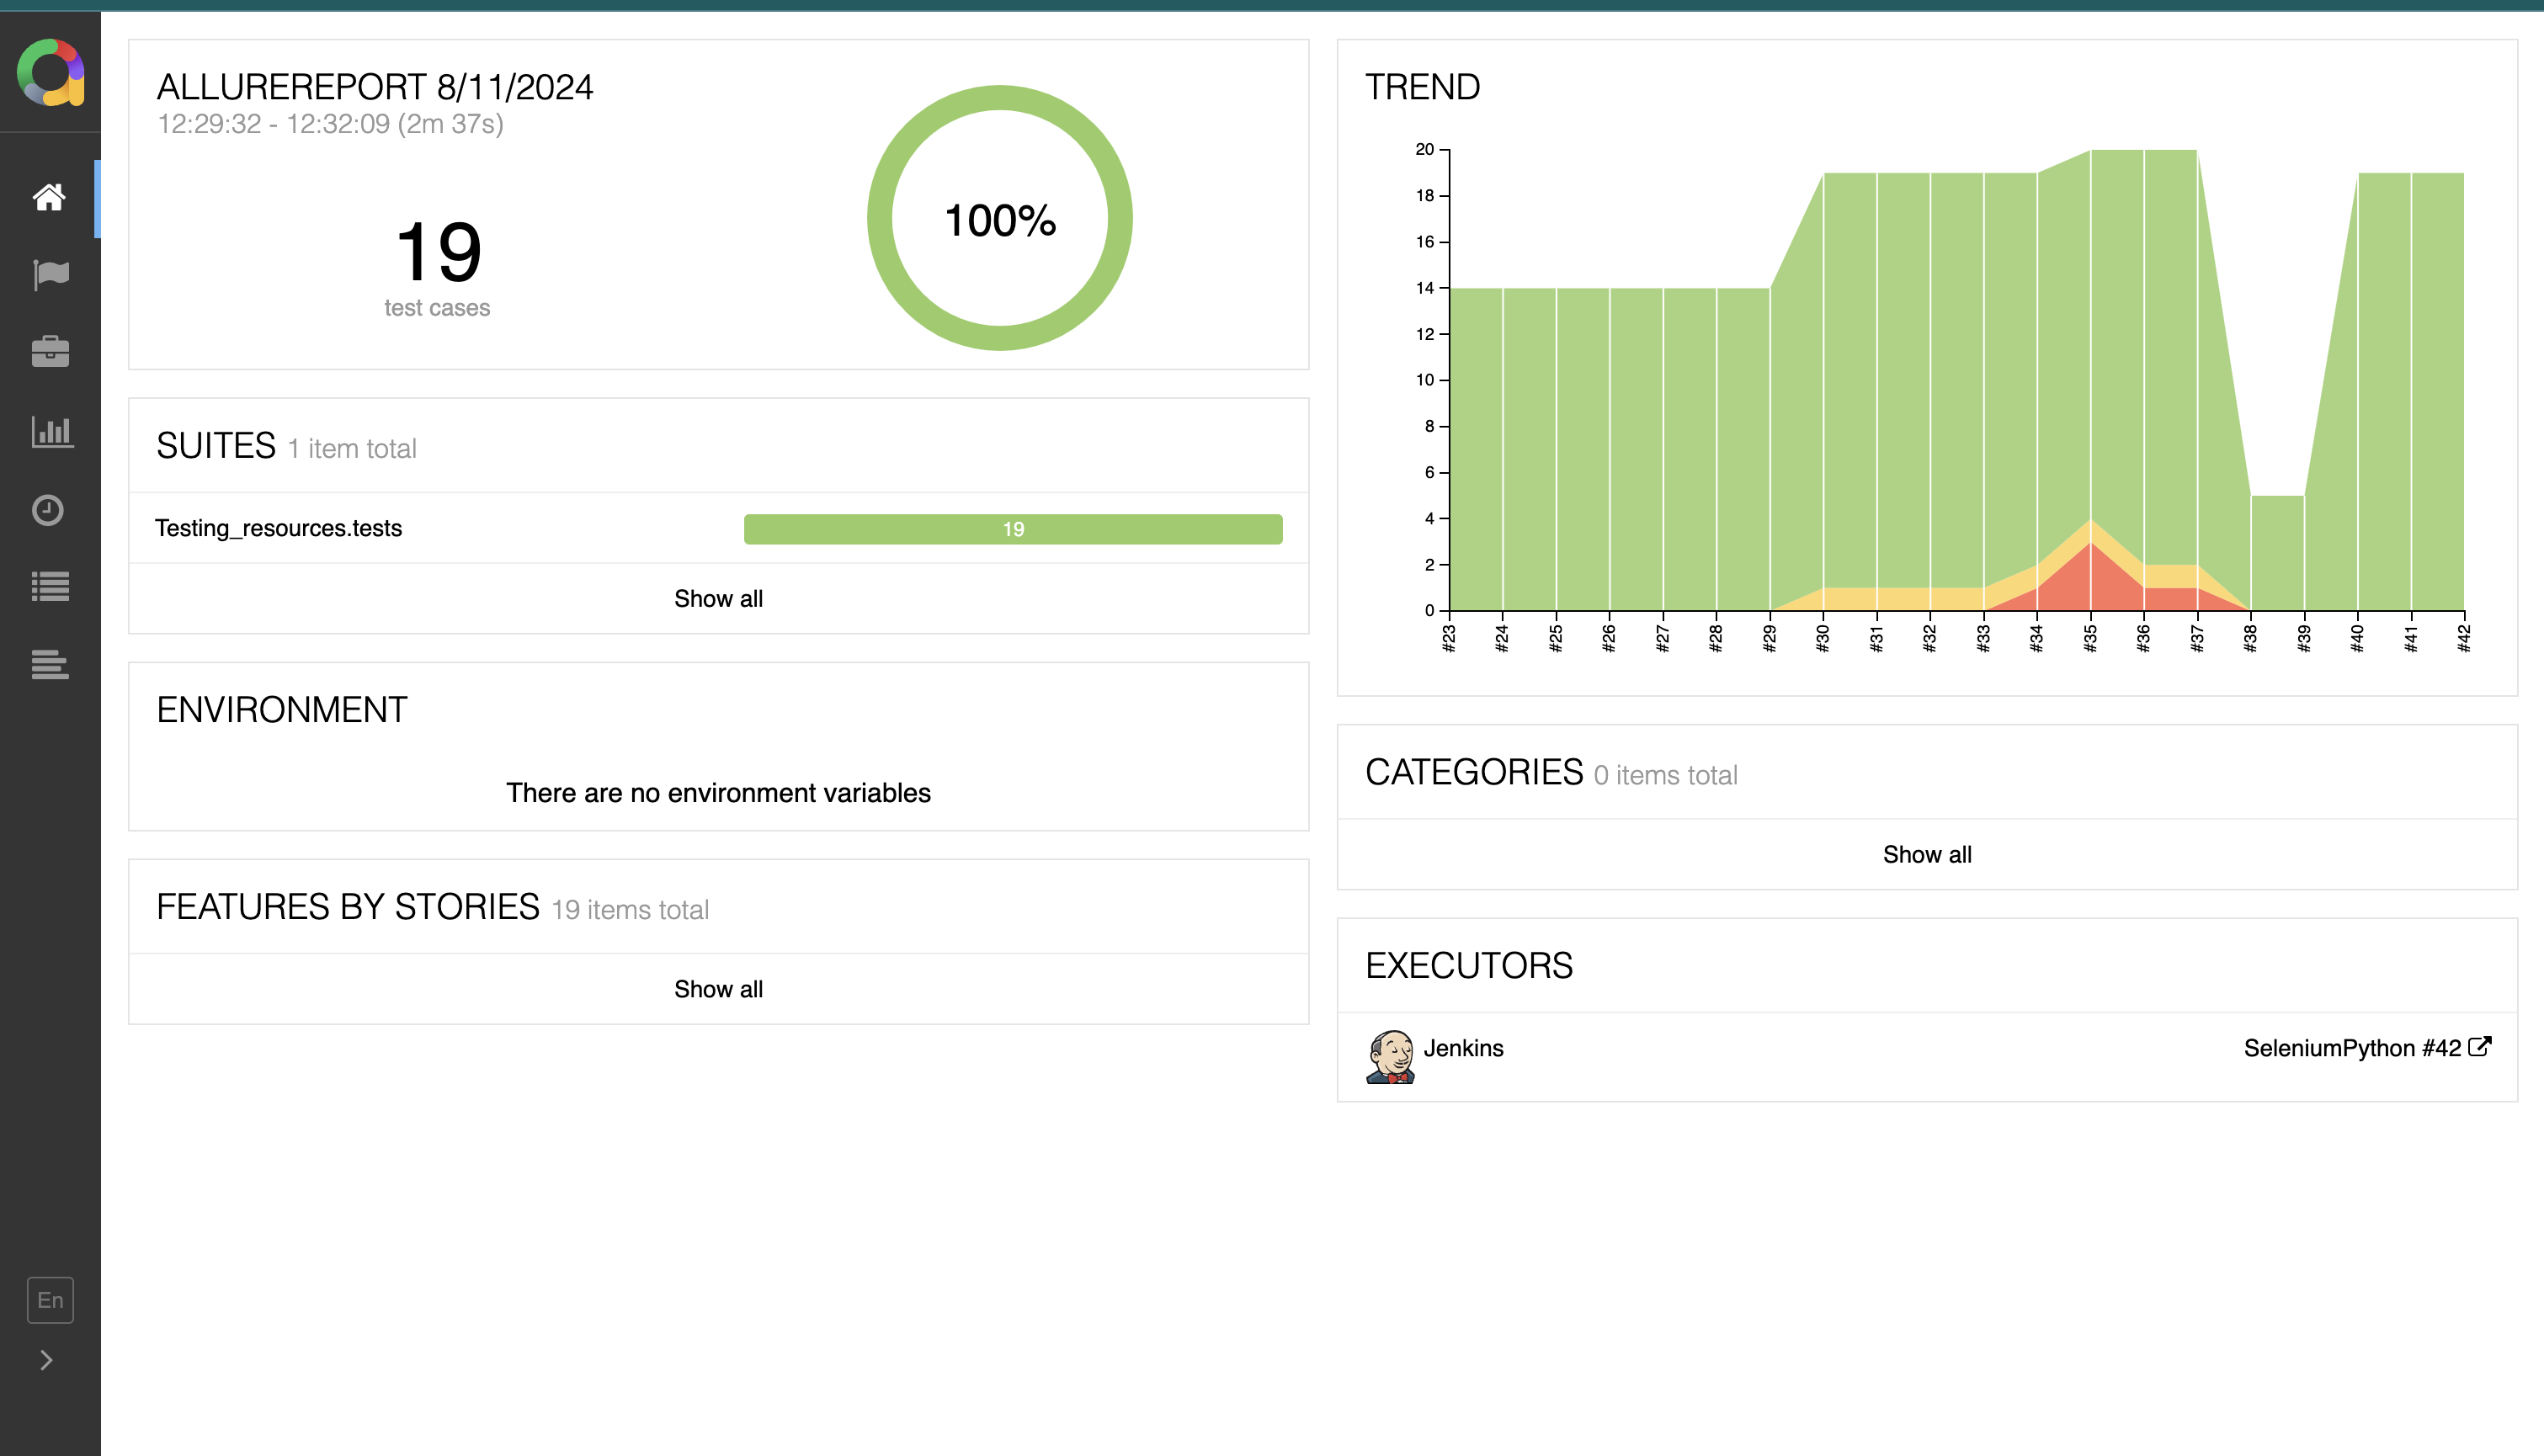 ALLUREREPORT 8/11/2024
12:29:32 - 12:32:09 (2m 37s)
19
test cases
100%
SUITES 1 item total
Testing_resources.tests 19
Show all
ENVIRONMENT
There are no environment variables
FEATURES BY STORIES 19 items total
Show all
En
TREND
20
18
16
14
12
10
8
6
4
2
0
#23 #24 #25 #26 #27 #28 #29 #30 #31 #32 #33 #34 #35 #36 #37 #38 #39 #40 #41 #42
CATEGORIES 0 items total
Show all
EXECUTORS
Jenkins SeleniumPython #42